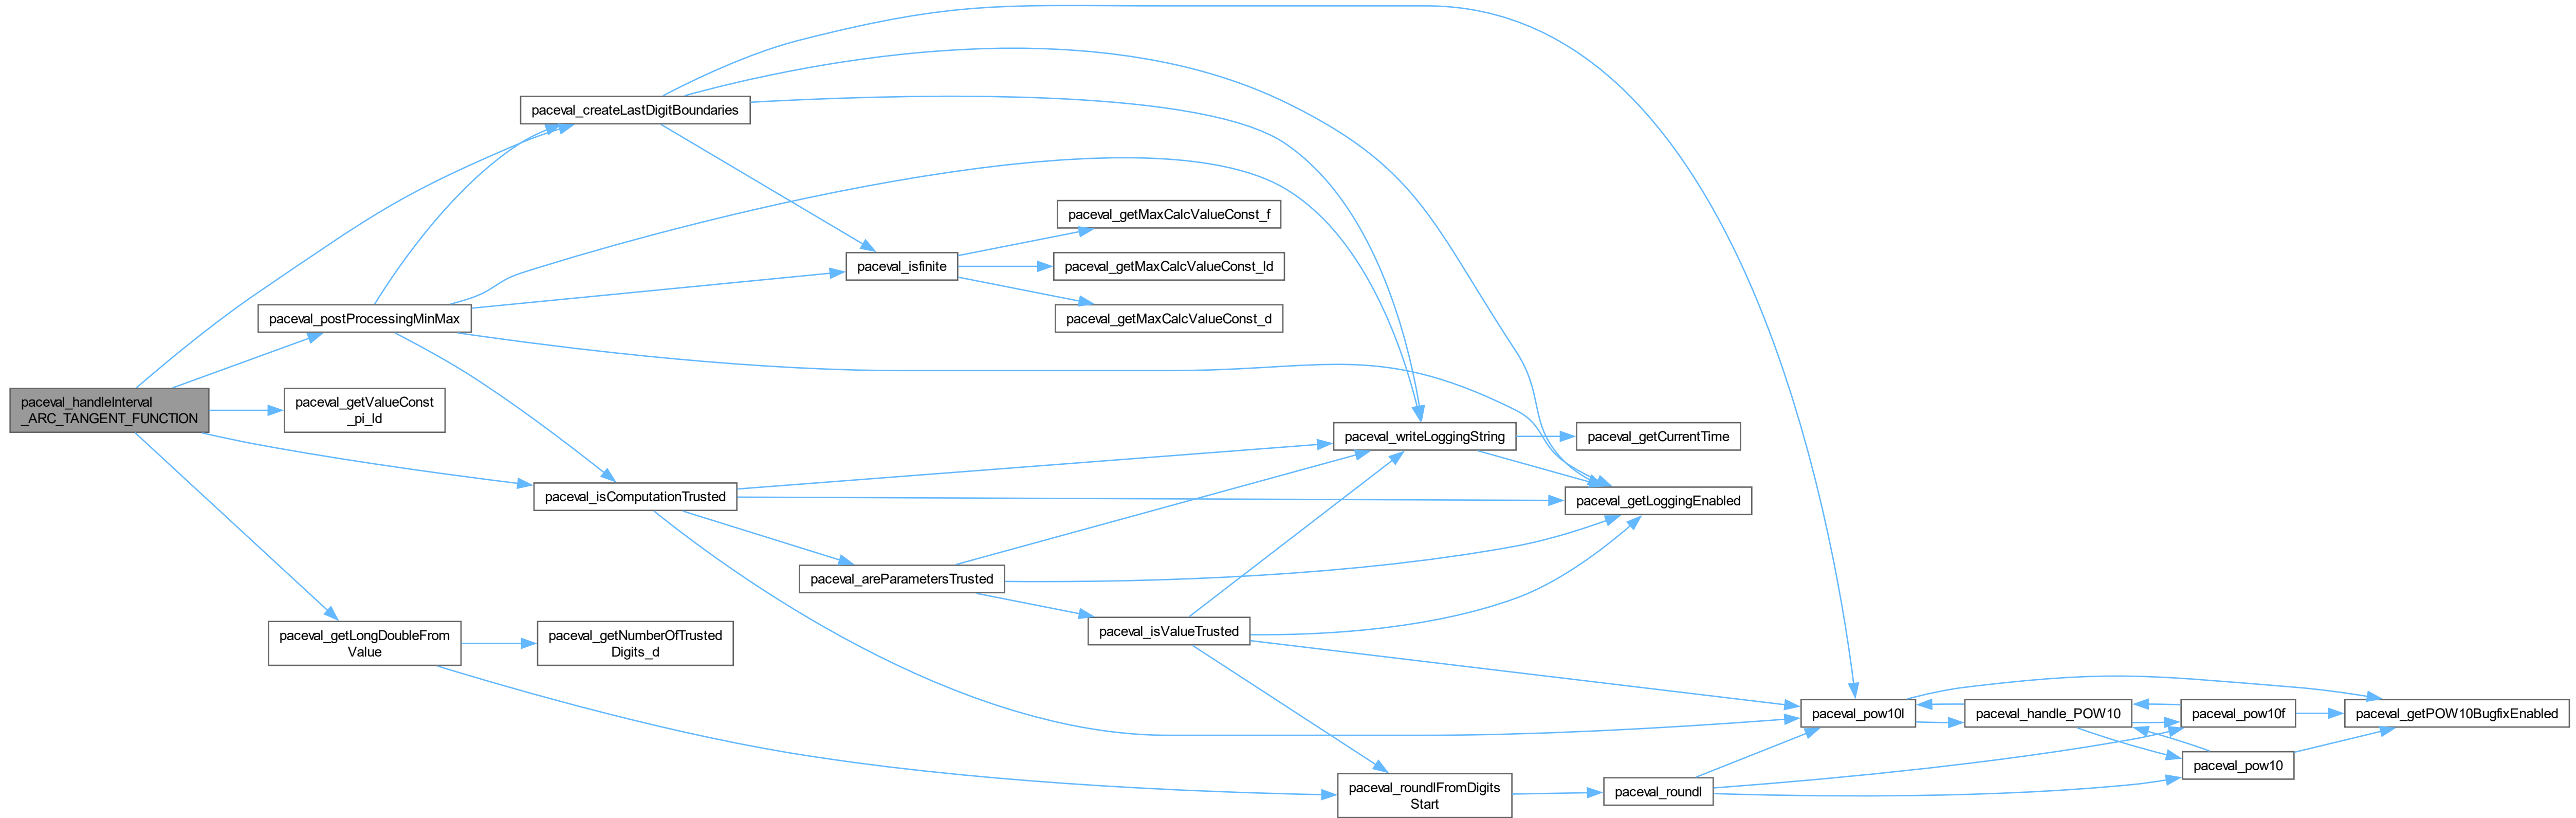 paceval_createLastDigitBoundaries
paceval_getMaxCalcValueConst_f
paceval_isfinite
paceval_getMaxCalcValueConst_ld
paceval_postProcessingMinMax
paceval_getMaxCalcValueConst_d
paceval_handleInterval
_ARC_TANGENT_FUNCTION
paceval_getValueConst
_pi_ld
paceval_writeLoggingString
paceval_getCurrentTime
paceval_isComputationTrusted
paceval_getLoggingEnabled
paceval_areParametersTrusted
paceval_isValueTrusted
paceval_getLongDoubleFrom
Value
paceval_getNumberOfTrusted
Digits_d
paceval_pow10l
paceval_handle_POW10
paceval_pow10f
paceval_getPOW10BugfixEnabled
paceval_pow10
paceval_roundlFromDigits
Start
paceval_roundl